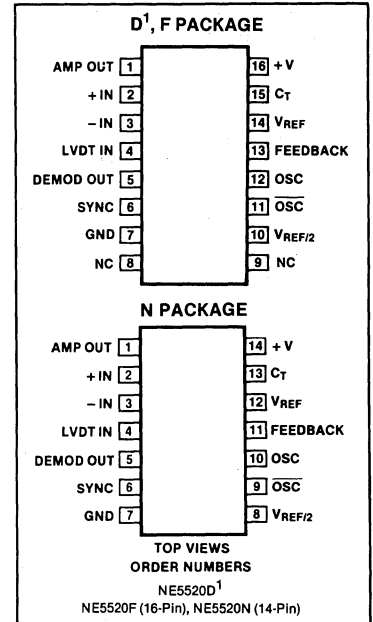 D¹, F PACKAGE
AMP OUT 1 16 +V
+ IN 2 15 CT
− IN 3 14 VREF
LVDT IN 4 13 FEEDBACK
DEMOD OUT 5 12 OSC
SYNC 6 11 O̅S̅C̅
GND 7 10 VREF/2
NC 8 9 NC
N PACKAGE
AMP OUT 1 14 +V
+ IN 2 13 CT
− IN 3 12 VREF
LVDT IN 4 11 FEEDBACK
DEMOD OUT 5 10 OSC
SYNC 6 9 O̅S̅C̅
GND 7 8 VREF/2
TOP VIEWS
ORDER NUMBERS
NE5520D¹
NE5520F (16-Pin), NE5520N (14-Pin)